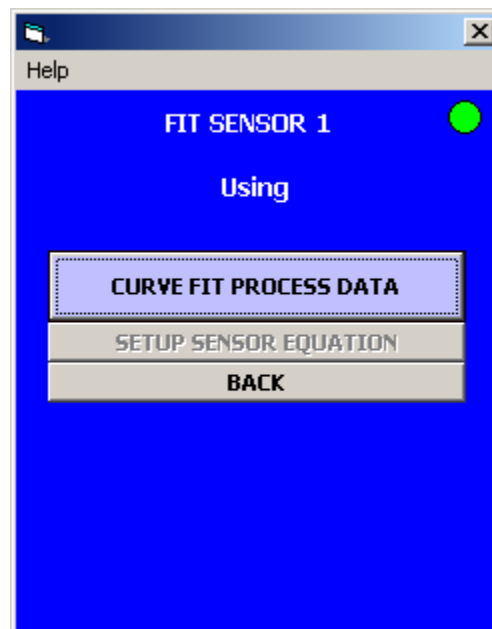 Help
FIT SENSOR 1
Using
CURVE FIT PROCESS DATA
SETUP SENSOR EQUATION
BACK